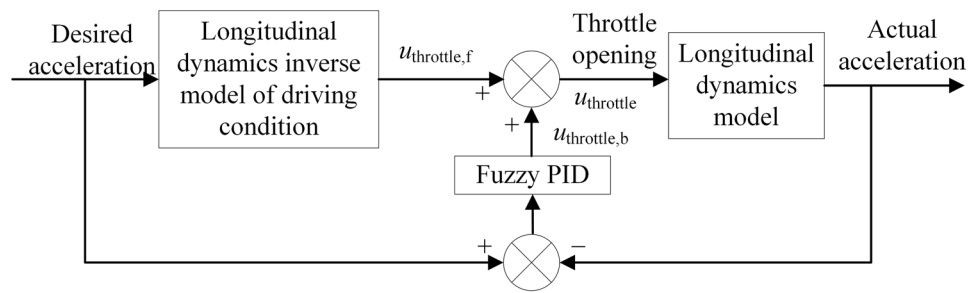 Desired
acceleration
Longitudinal
dynamics inverse
model of driving
condition
u_throttle,f
+
+
Throttle
opening
u_throttle
u_throttle,b
Longitudinal
dynamics
model
Actual
acceleration
Fuzzy PID
+
−